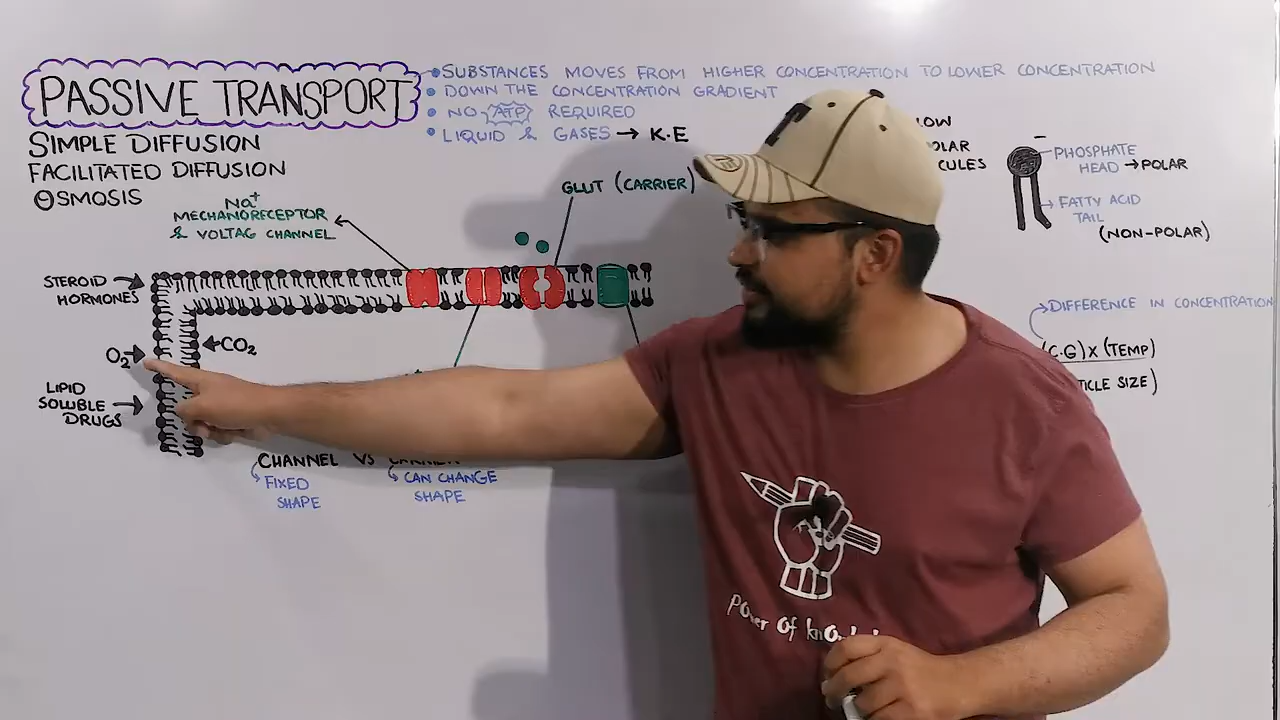 PASSIVE TRANSPORT
SUBSTANCES MOVES FROM HIGHER CONCENTRATION TO LOWER CONCENTRATION
DOWN THE CONCENTRATION GRADIENT
NO ATP REQUIRED
LIQUID & GASES → K.E
SIMPLE DIFFUSION
FACILITATED DIFFUSION
OSMOSIS
Na+
MECHANORECEPTOR
& VOLTAG CHANNEL
GLUT (CARRIER)
PHOSPHATE
HEAD → POLAR
FATTY ACID
TAIL
(NON-POLAR)
STEROID
HORMONES
O2
CO2
LIPID
SOLUBLE
DRUGS
CHANNEL VS
FIXED
SHAPE
CAN CHANGE
SHAPE
DIFFERENCE IN CONCENTRATION
(C.G) X (TEMP)
SIZE)
T
Power of